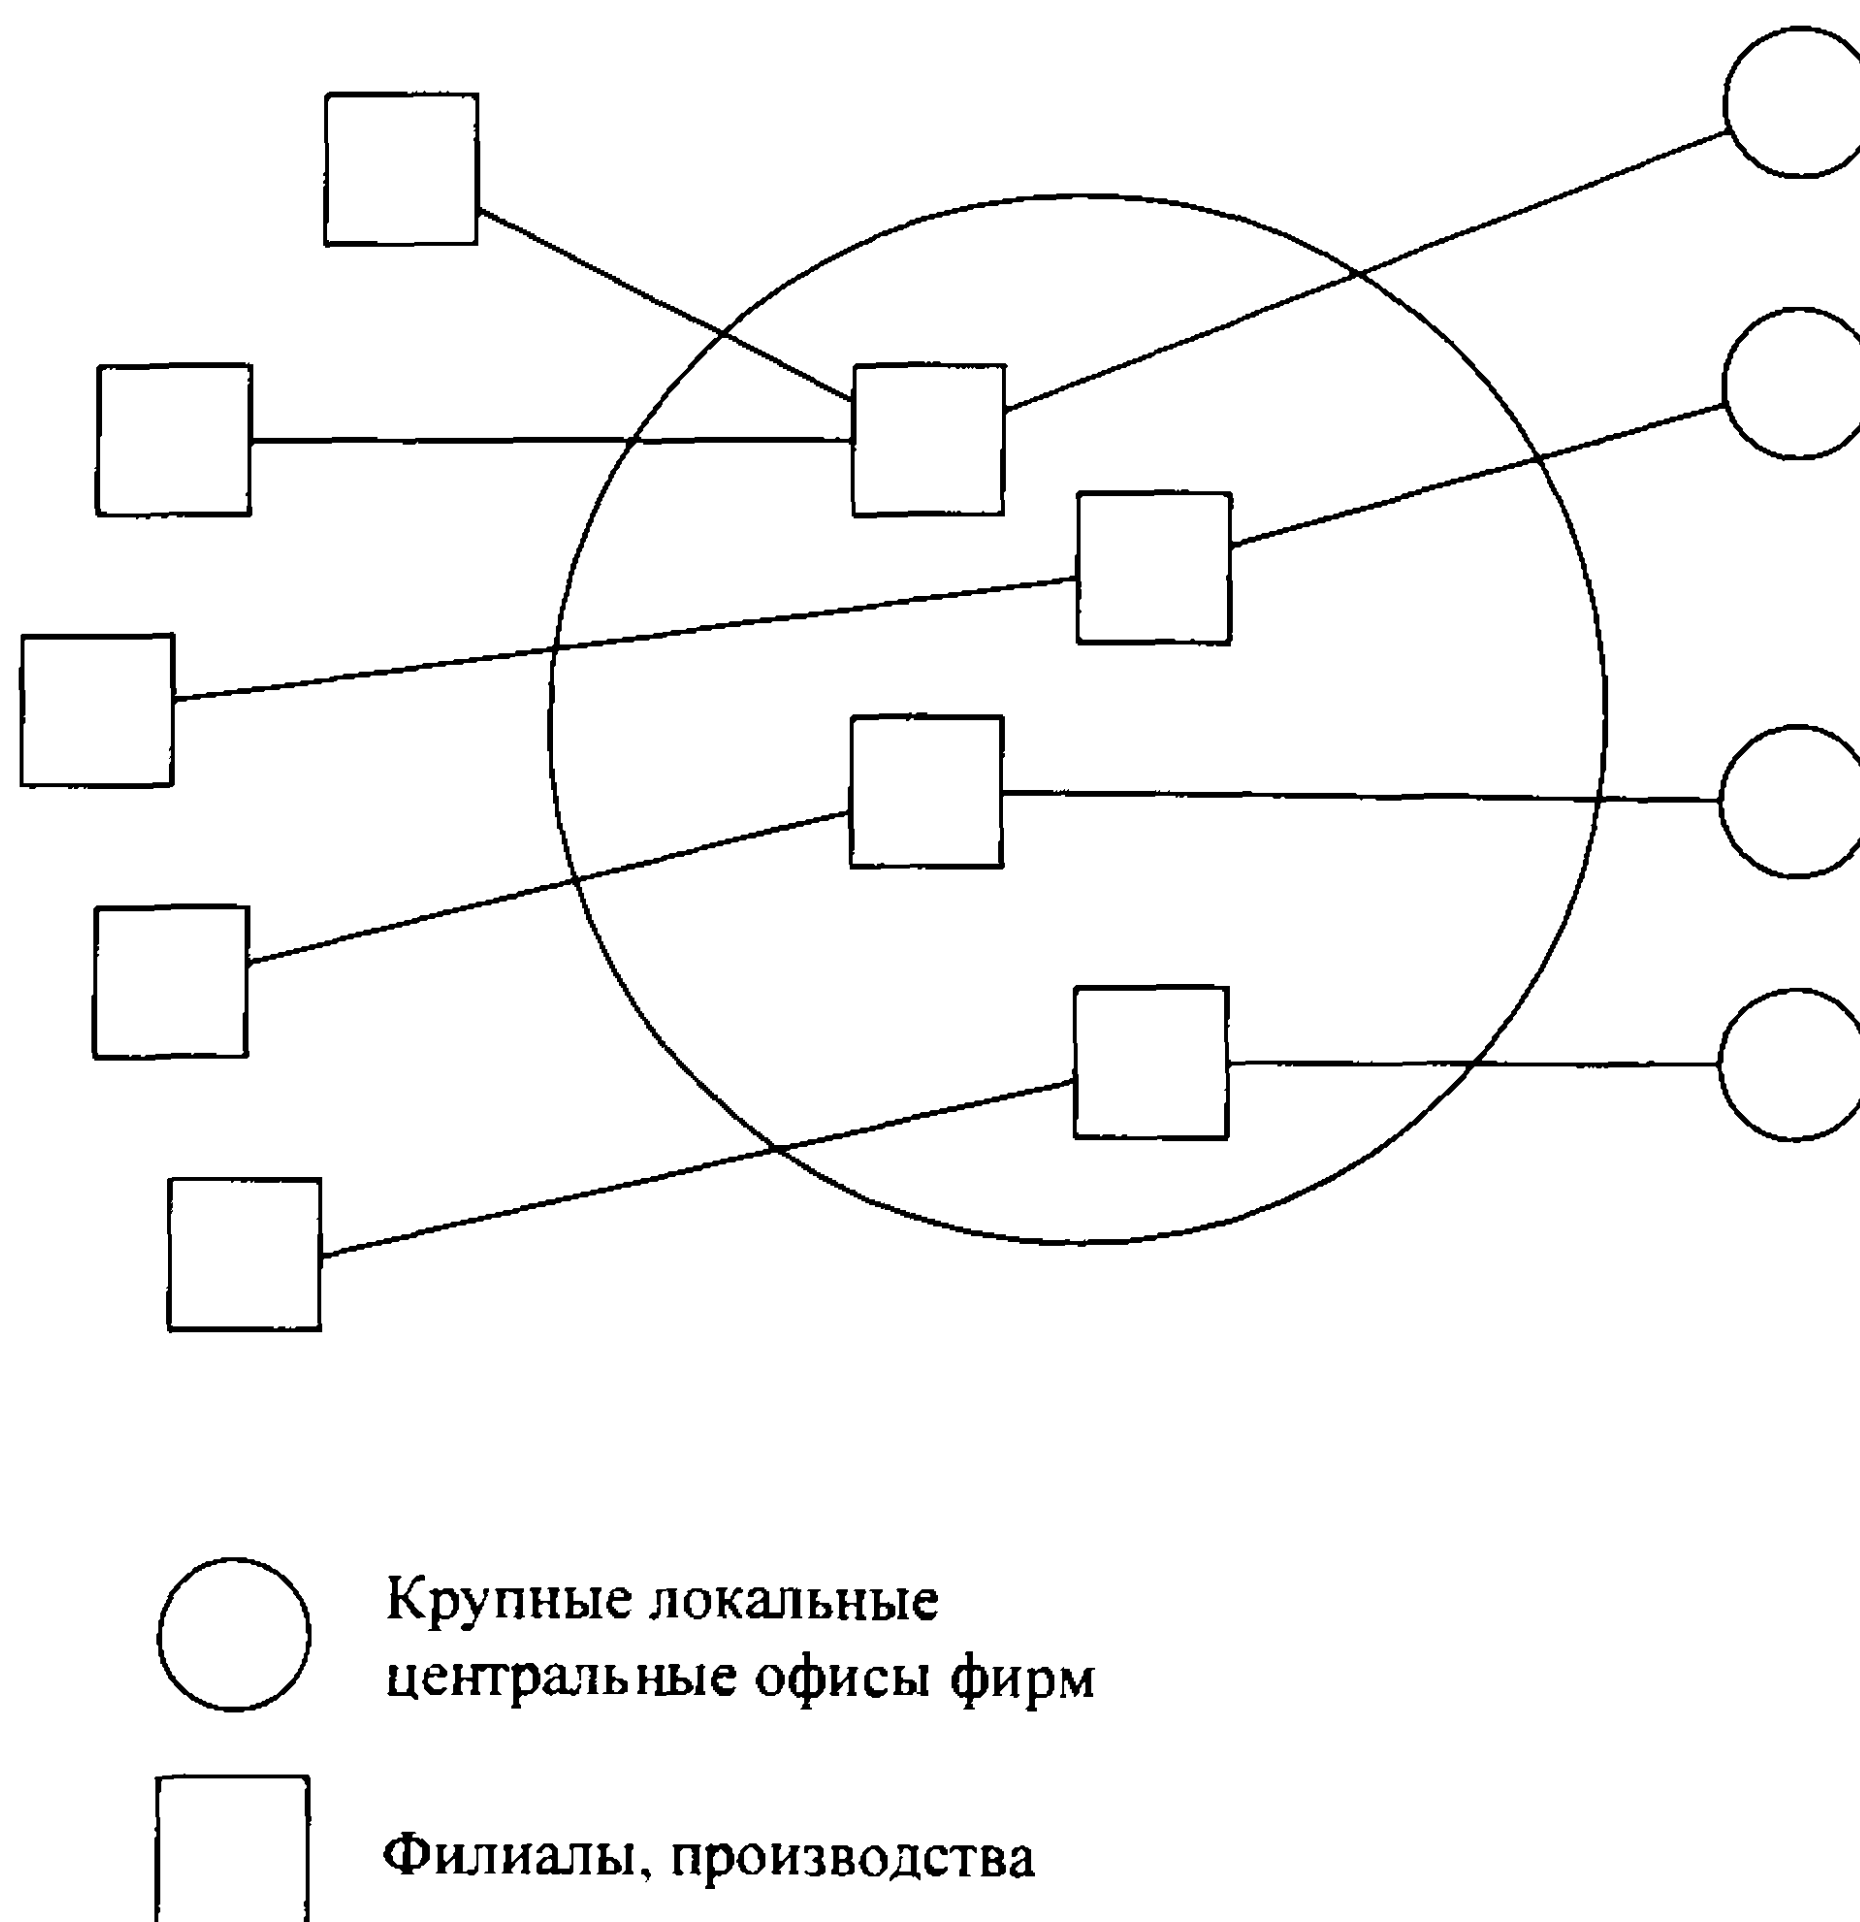 Крупные локальные
центральные офисы фирм
Филиалы, производства